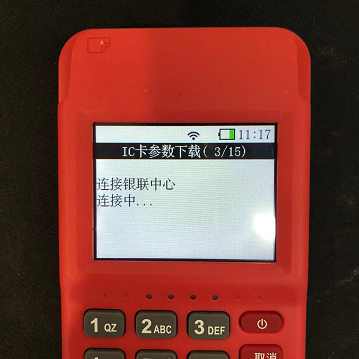 11:17
IC卡参数下载( 3/15)
连接银联中心
连接中...
1 QZ
2 ABC
3 DEF
取消